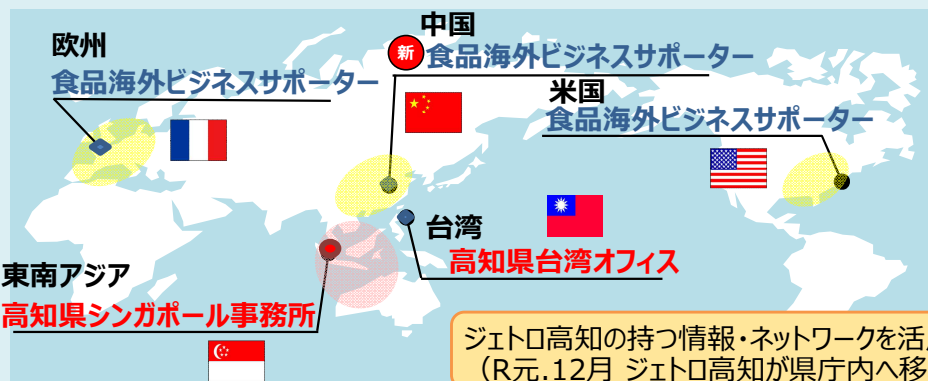 欧州
食品海外ビジネスサポーター
中国
新
食品海外ビジネスサポーター
米国
食品海外ビジネスサポーター
台湾
高知県台湾オフィス
東南アジア
高知県シンガポール事務所
ジェトロ高知の持つ情報・ネットワークを活
（R元.12月 ジェトロ高知が県庁内へ移